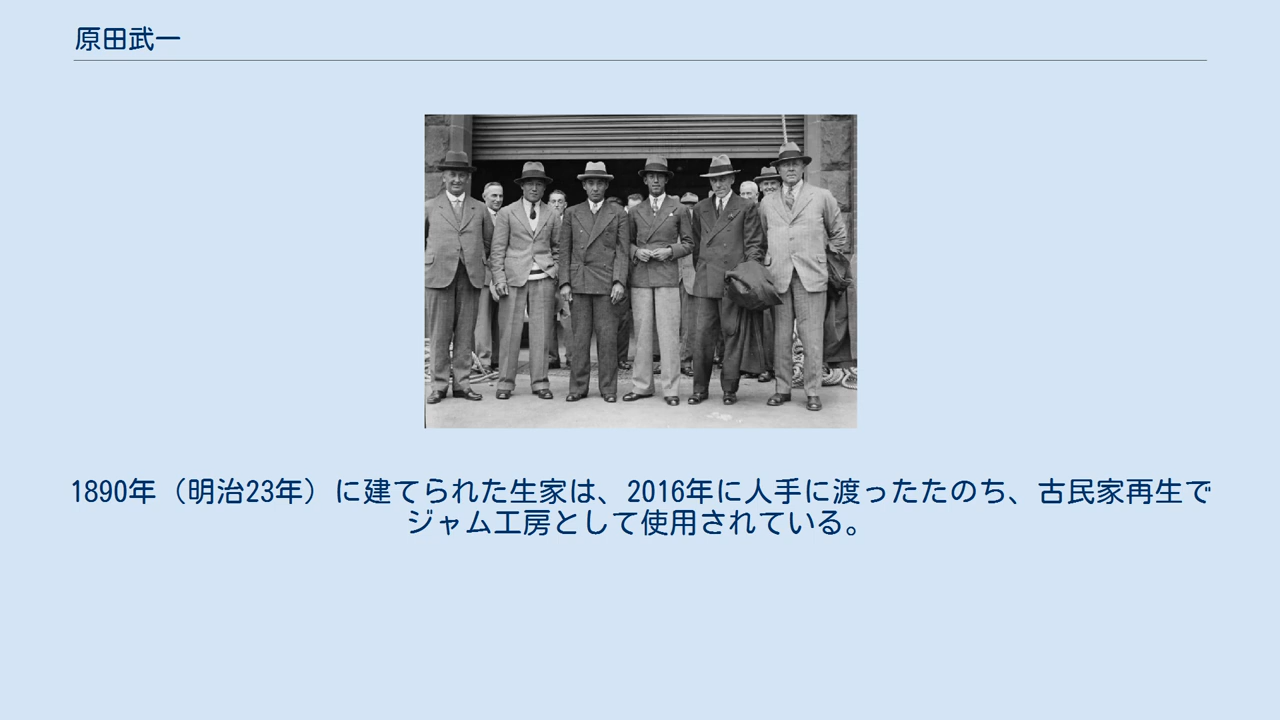 原田武一
1890年（明治23年）に建てられた生家は、2016年に人手に渡ったたのち、古民家再生で
ジャム工房として使用されている。